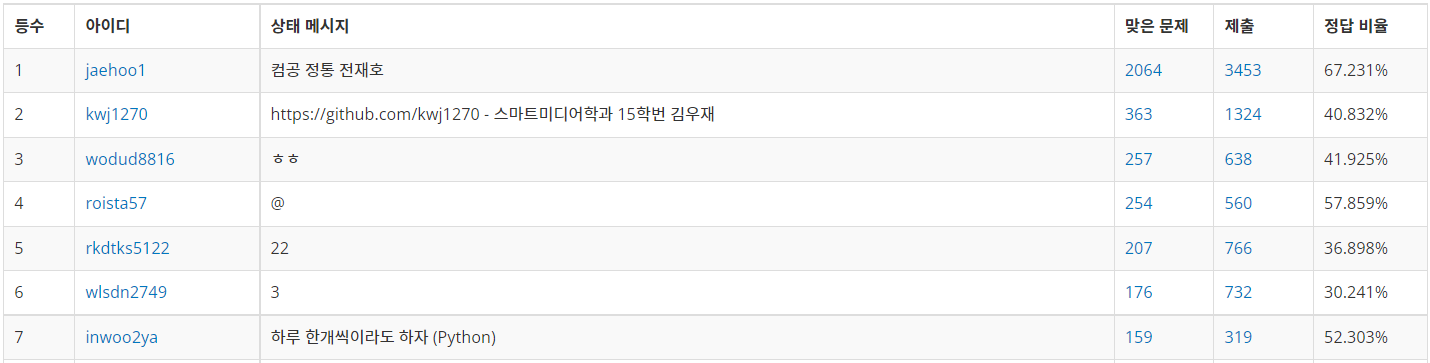 등수 아이디 상태 메시지 맞은 문제 제출 정답 비율
1 jaehoo1 컴공 정통 전재호 2064 3453 67.231%
2 kwj1270 https://github.com/kwj1270 - 스마트미디어학과 15학번 김우재 363 1324 40.832%
3 wodud8816 ㅎㅎ 257 638 41.925%
4 roista57 @ 254 560 57.859%
5 rkdtks5122 22 207 766 36.898%
6 wlsdn2749 3 176 732 30.241%
7 inwoo2ya 하루 한개씩이라도 하자 (Python) 159 319 52.303%